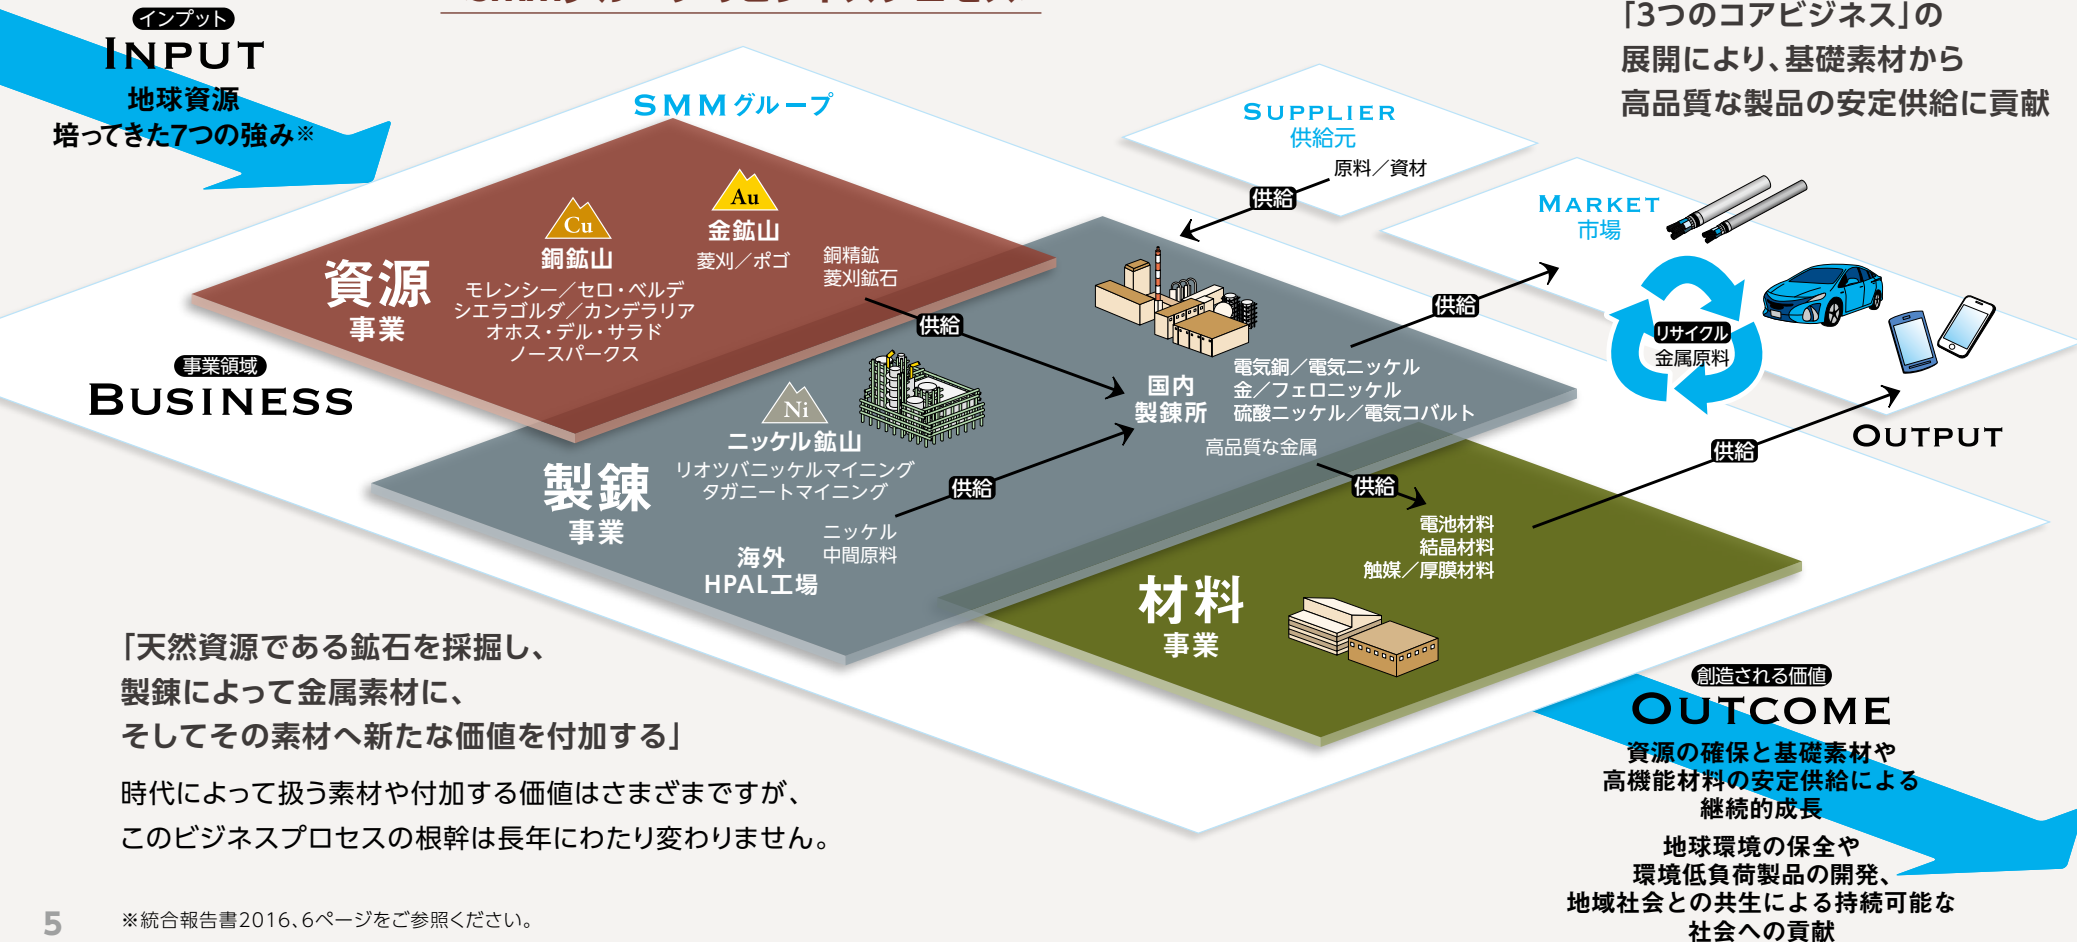 インプット
INPUT
地球資源
培ってきた7つの強み※
「3つのコアビジネス」の
展開により、基礎素材から
高品質な製品の安定供給に貢献
SMMグループ
SUPPLIER
供給元
原料／資材
供給
MARKET
市場
リサイクル
金属原料
OUTPUT
事業領域
BUSINESS
資源
事業
Cu
銅鉱山
モレンシー／セロ・ベルデ
シエラゴルダ／カンデラリア
オホス・デル・サラド
ノースパークス
Au
金鉱山
菱刈／ポゴ
銅精鉱
菱刈鉱石
供給
供給
国内
製錬所
電気銅／電気ニッケル
金／フェロニッケル
硫酸ニッケル／電気コバルト
高品質な金属
供給
供給
製錬
事業
Ni
ニッケル鉱山
リオツバニッケルマイニング
タガニートマイニング
供給
ニッケル
中間原料
海外
HPAL工場
材料
事業
電池材料
結晶材料
触媒／厚膜材料
「天然資源である鉱石を採掘し、
製錬によって金属素材に、
そしてその素材へ新たな価値を付加する」
時代によって扱う素材や付加する価値はさまざまですが、
このビジネスプロセスの根幹は長年にわたり変わりません。
創造される価値
OUTCOME
資源の確保と基礎素材や
高機能材料の安定供給による
継続的成長
地球環境の保全や
環境低負荷製品の開発、
地域社会との共生による持続可能な
社会への貢献
5
※統合報告書2016、6ページをご参照ください。